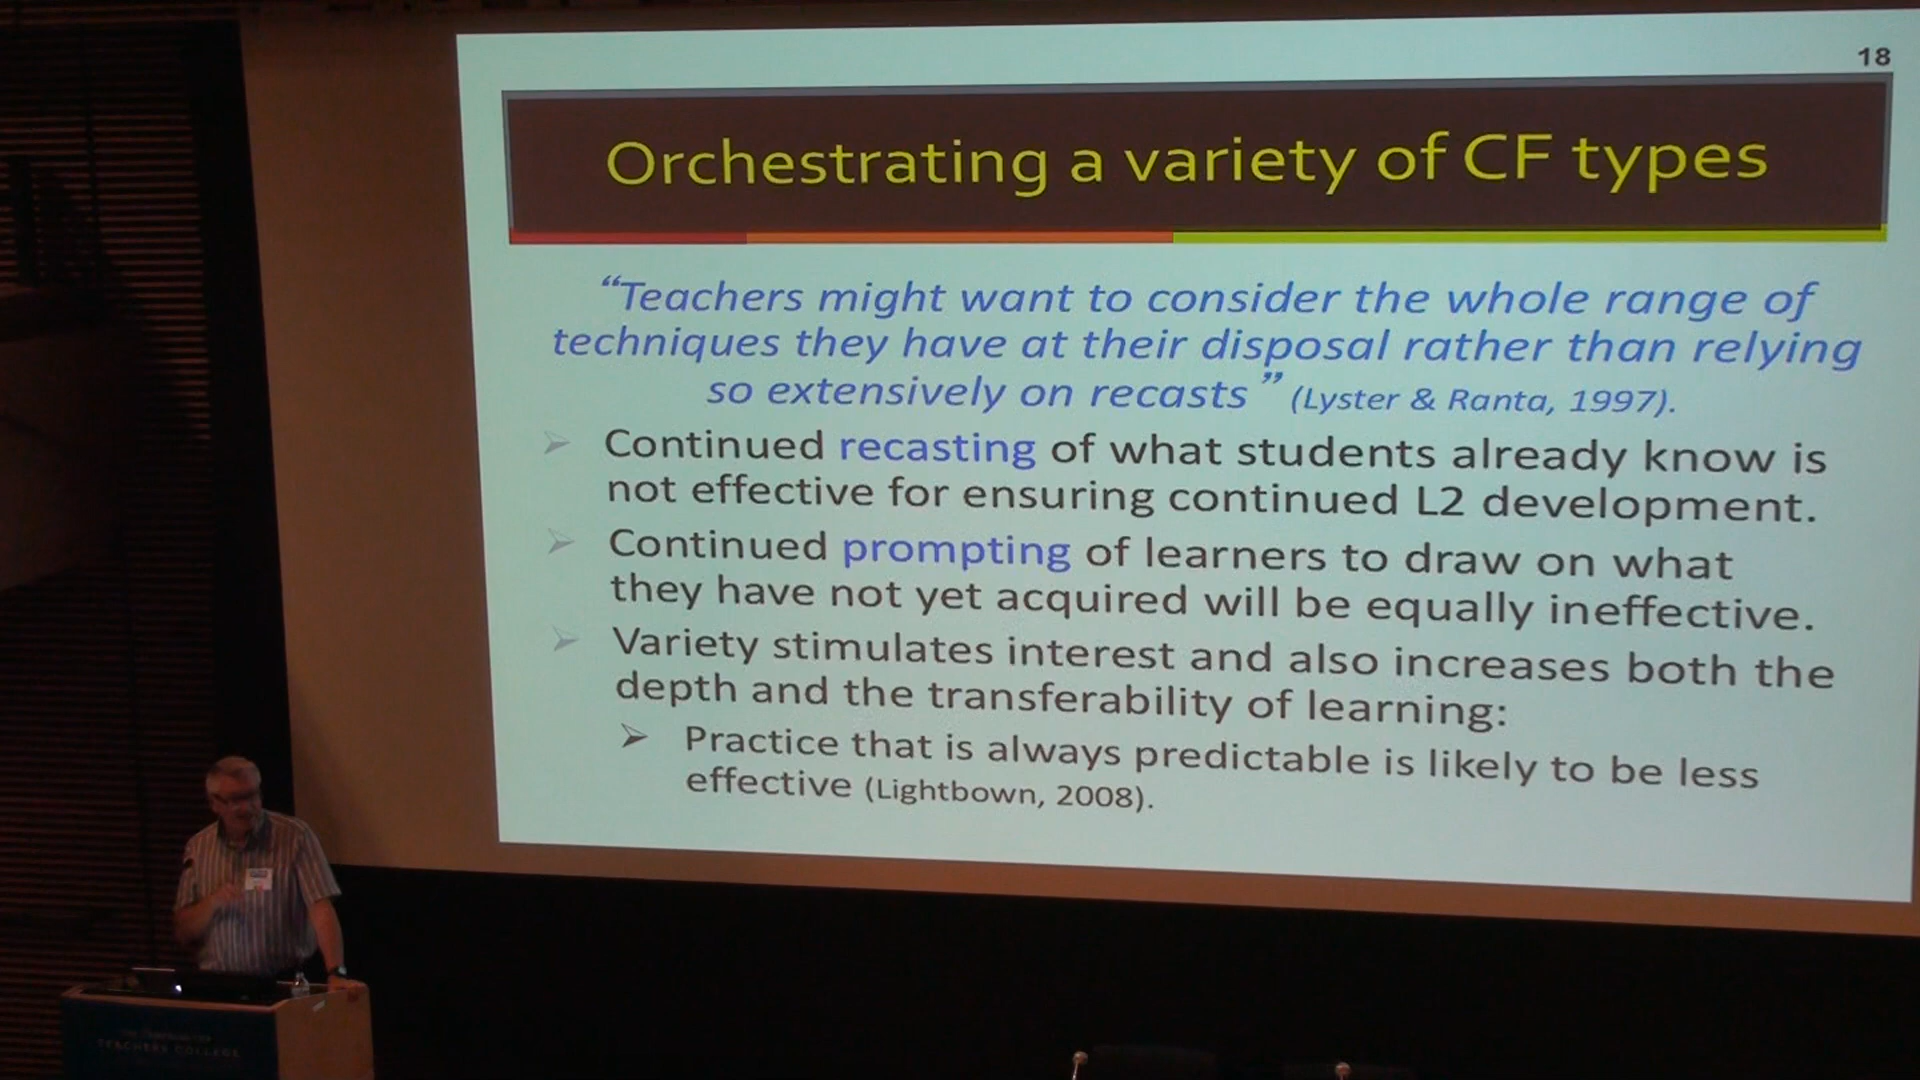 18
Orchestrating a variety of CF types
“Teachers might want to consider the whole range of
techniques they have at their disposal rather than relying
so extensively on recasts” (Lyster & Ranta, 1997).
➢ Continued recasting of what students already know is
not effective for ensuring continued L2 development.
➢ Continued prompting of learners to draw on what
they have not yet acquired will be equally ineffective.
➢ Variety stimulates interest and also increases both the
depth and the transferability of learning:
➢ Practice that is always predictable is likely to be less
effective (Lightbown, 2008).
TEACHERS COLLEGE